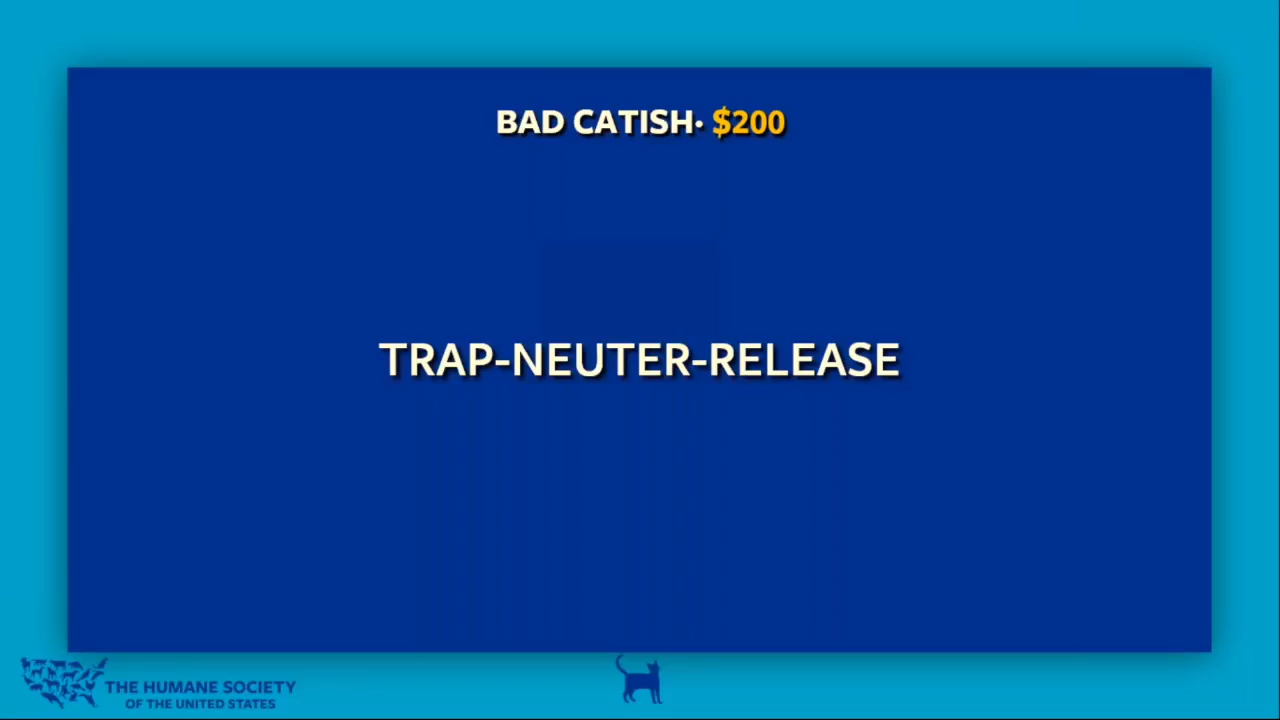 BAD CATISH· $200
TRAP-NEUTER-RELEASE
THE HUMANE SOCIETY
OF THE UNITED STATES